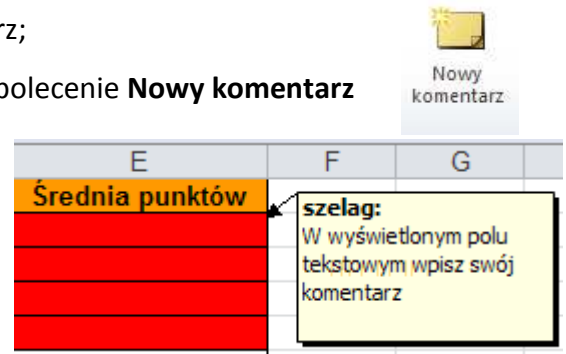 rz;
polecenie Nowy komentarz
Nowy
komentarz
E F G
Średnia punktów
szelag:
W wyświetlonym polu
tekstowym wpisz swój
komentarz